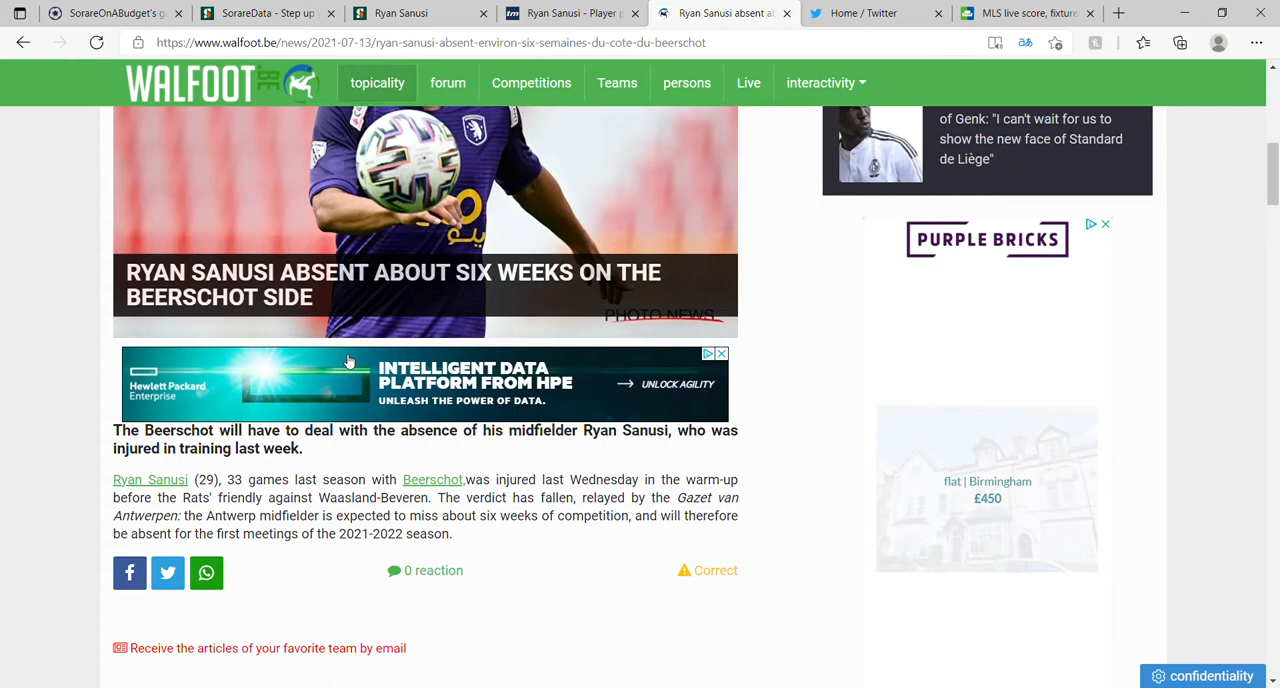 SorareOnABudget's g
SorareData - Step up y
Ryan Sanusi
Ryan Sanusi - Player p
Ryan Sanusi absent ab
Home / Twitter
MLS live score, fixture
https://www.walfoot.be/news/2021-07-13/ryan-sanusi-absent-environ-six-semaines-du-cote-du-beerschot
WALFOOT.BE
topicality
forum
Competitions
Teams
persons
Live
interactivity
of Genk: "I can't wait for us to
show the new face of Standard
de Liège"
RYAN SANUSI ABSENT ABOUT SIX WEEKS ON THE
BEERSCHOT SIDE
PHOTO NEWS
PURPLE BRICKS
Hewlett Packard
Enterprise
INTELLIGENT DATA
PLATFORM FROM HPE
UNLEASH THE POWER OF DATA.
UNLOCK AGILITY
The Beerschot will have to deal with the absence of his midfielder Ryan Sanusi, who was
injured in training last week.
Ryan Sanusi (29), 33 games last season with Beerschot,was injured last Wednesday in the warm-up
before the Rats' friendly against Waasland-Beveren. The verdict has fallen, relayed by the Gazet van
Antwerpen: the Antwerp midfielder is expected to miss about six weeks of competition, and will therefore
be absent for the first meetings of the 2021-2022 season.
flat | Birmingham
£450
0 reaction
Correct
Receive the articles of your favorite team by email
confidentiality